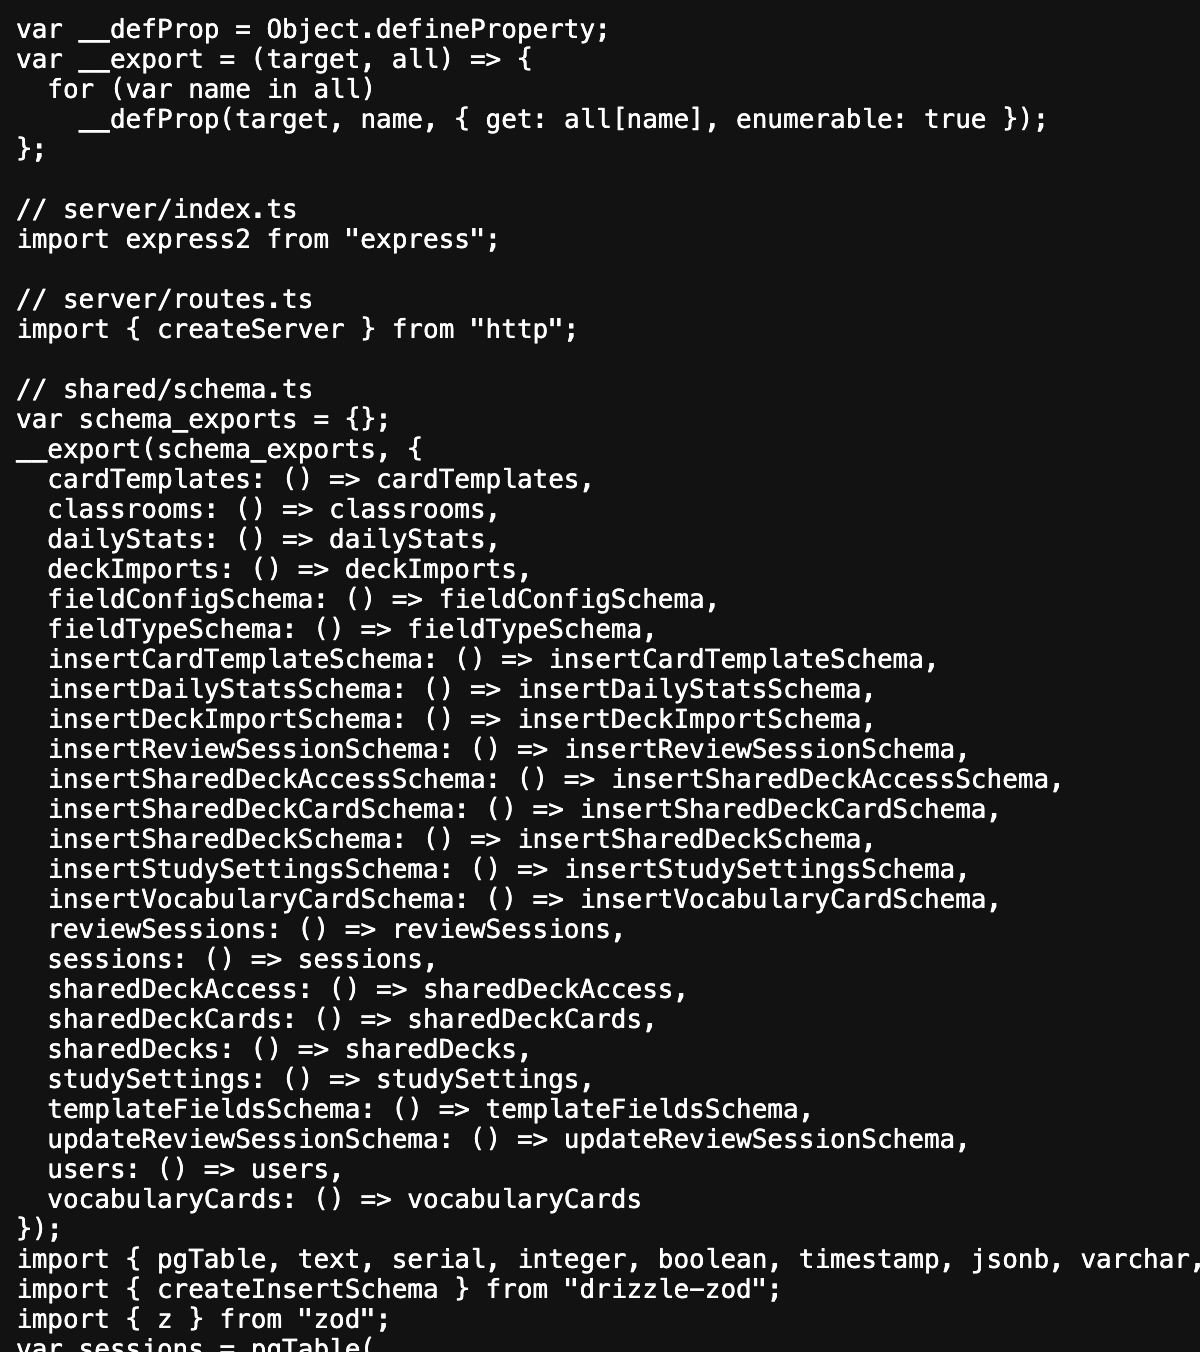 var __defProp = Object.defineProperty;
var __export = (target, all) => {
  for (var name in all)
    __defProp(target, name, { get: all[name], enumerable: true });
};

// server/index.ts
import express2 from "express";

// server/routes.ts
import { createServer } from "http";

// shared/schema.ts
var schema_exports = {};
__export(schema_exports, {
  cardTemplates: () => cardTemplates,
  classrooms: () => classrooms,
  dailyStats: () => dailyStats,
  deckImports: () => deckImports,
  fieldConfigSchema: () => fieldConfigSchema,
  fieldTypeSchema: () => fieldTypeSchema,
  insertCardTemplateSchema: () => insertCardTemplateSchema,
  insertDailyStatsSchema: () => insertDailyStatsSchema,
  insertDeckImportSchema: () => insertDeckImportSchema,
  insertReviewSessionSchema: () => insertReviewSessionSchema,
  insertSharedDeckAccessSchema: () => insertSharedDeckAccessSchema,
  insertSharedDeckCardSchema: () => insertSharedDeckCardSchema,
  insertSharedDeckSchema: () => insertSharedDeckSchema,
  insertStudySettingsSchema: () => insertStudySettingsSchema,
  insertVocabularyCardSchema: () => insertVocabularyCardSchema,
  reviewSessions: () => reviewSessions,
  sessions: () => sessions,
  sharedDeckAccess: () => sharedDeckAccess,
  sharedDeckCards: () => sharedDeckCards,
  sharedDecks: () => sharedDecks,
  studySettings: () => studySettings,
  templateFieldsSchema: () => templateFieldsSchema,
  updateReviewSessionSchema: () => updateReviewSessionSchema,
  users: () => users,
  vocabularyCards: () => vocabularyCards
});
import { pgTable, text, serial, integer, boolean, timestamp, jsonb, varchar,
import { createInsertSchema } from "drizzle-zod";
import { z } from "zod";
var sessions = pgTable(